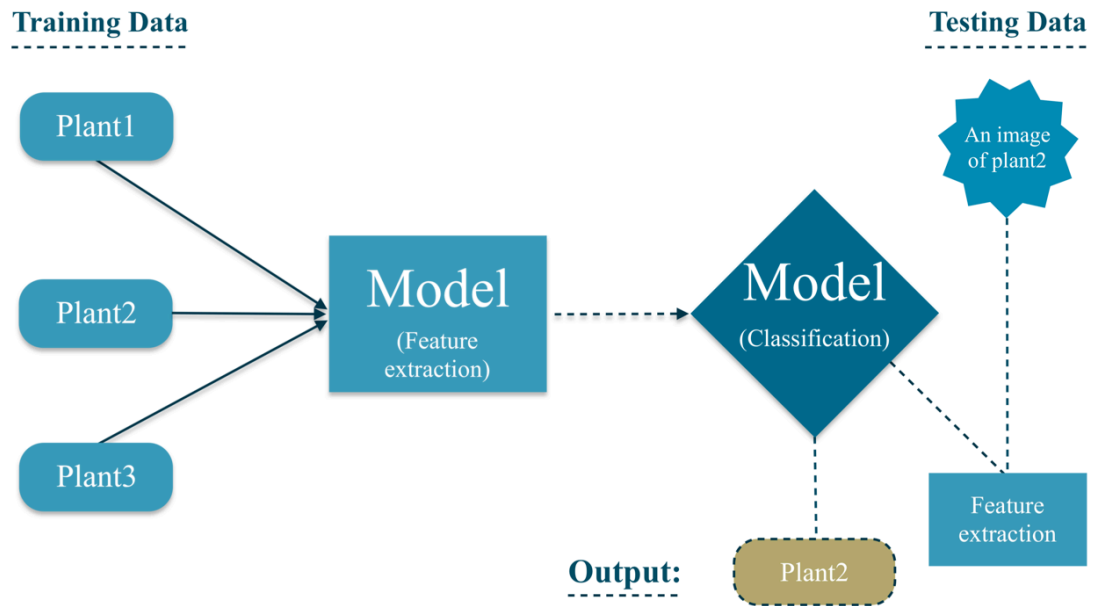 Training Data
Testing Data
Plant1
An image
of plant2
Plant2
Model
(Feature
extraction)
Model
(Classification)
Plant3
Feature
extraction
Output:
Plant2